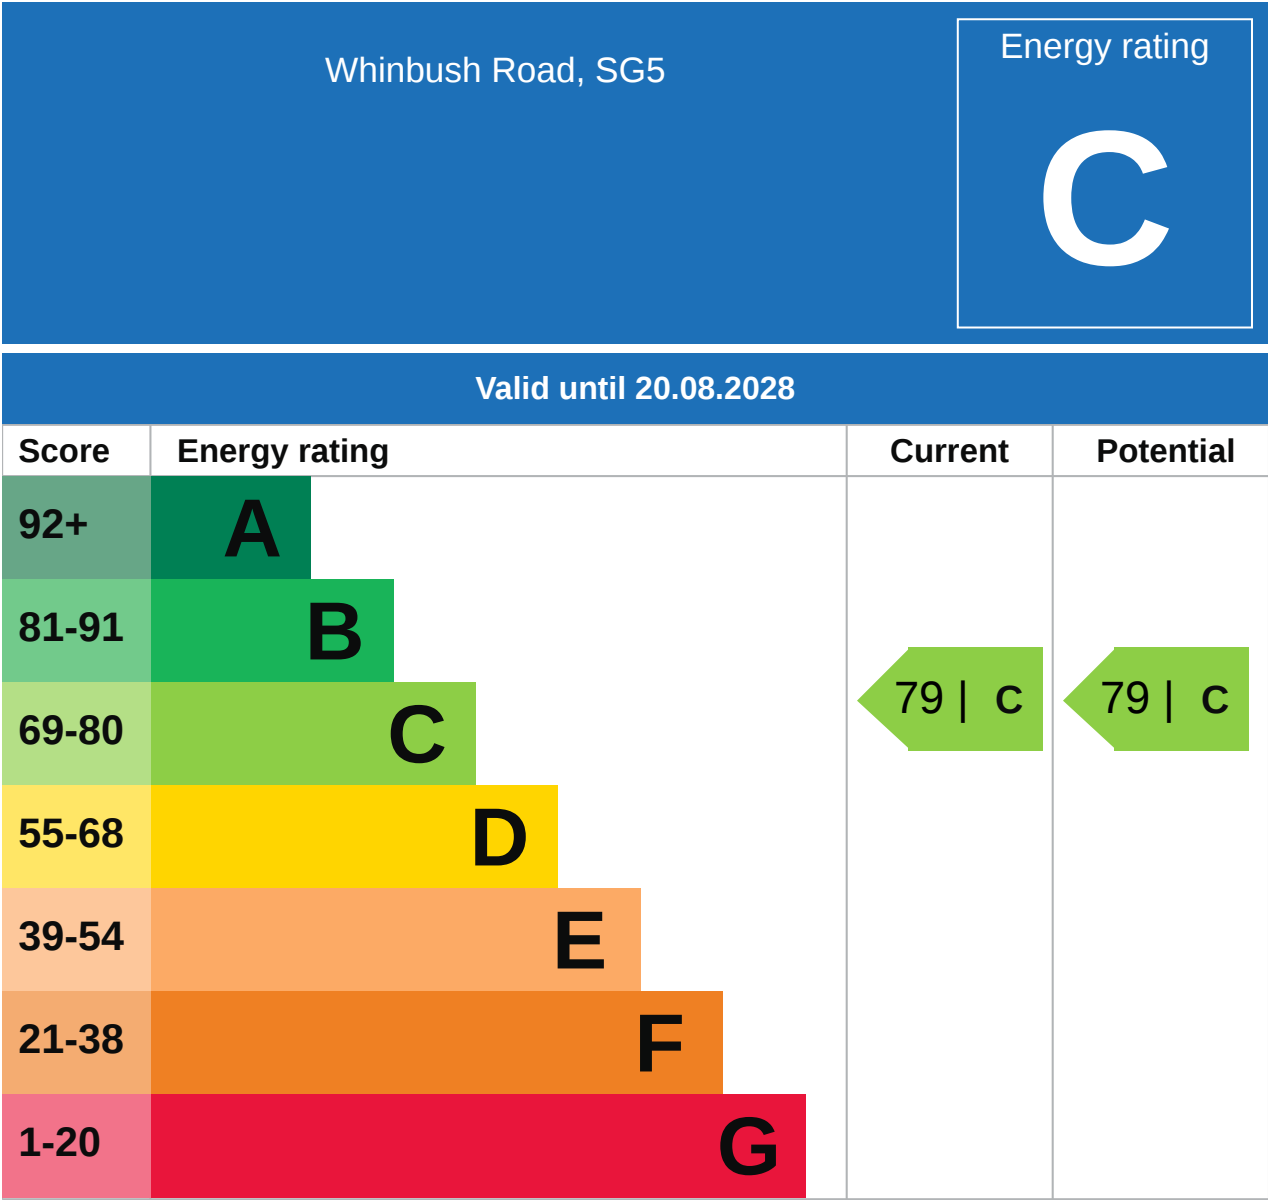 Whinbush Road, SG5
Energy rating
C
Valid until 20.08.2028
Score Energy rating Current Potential
92+ A
81-91 B
69-80 C
79 | C 79 | C
55-68 D
39-54 E
21-38 F
1-20 G